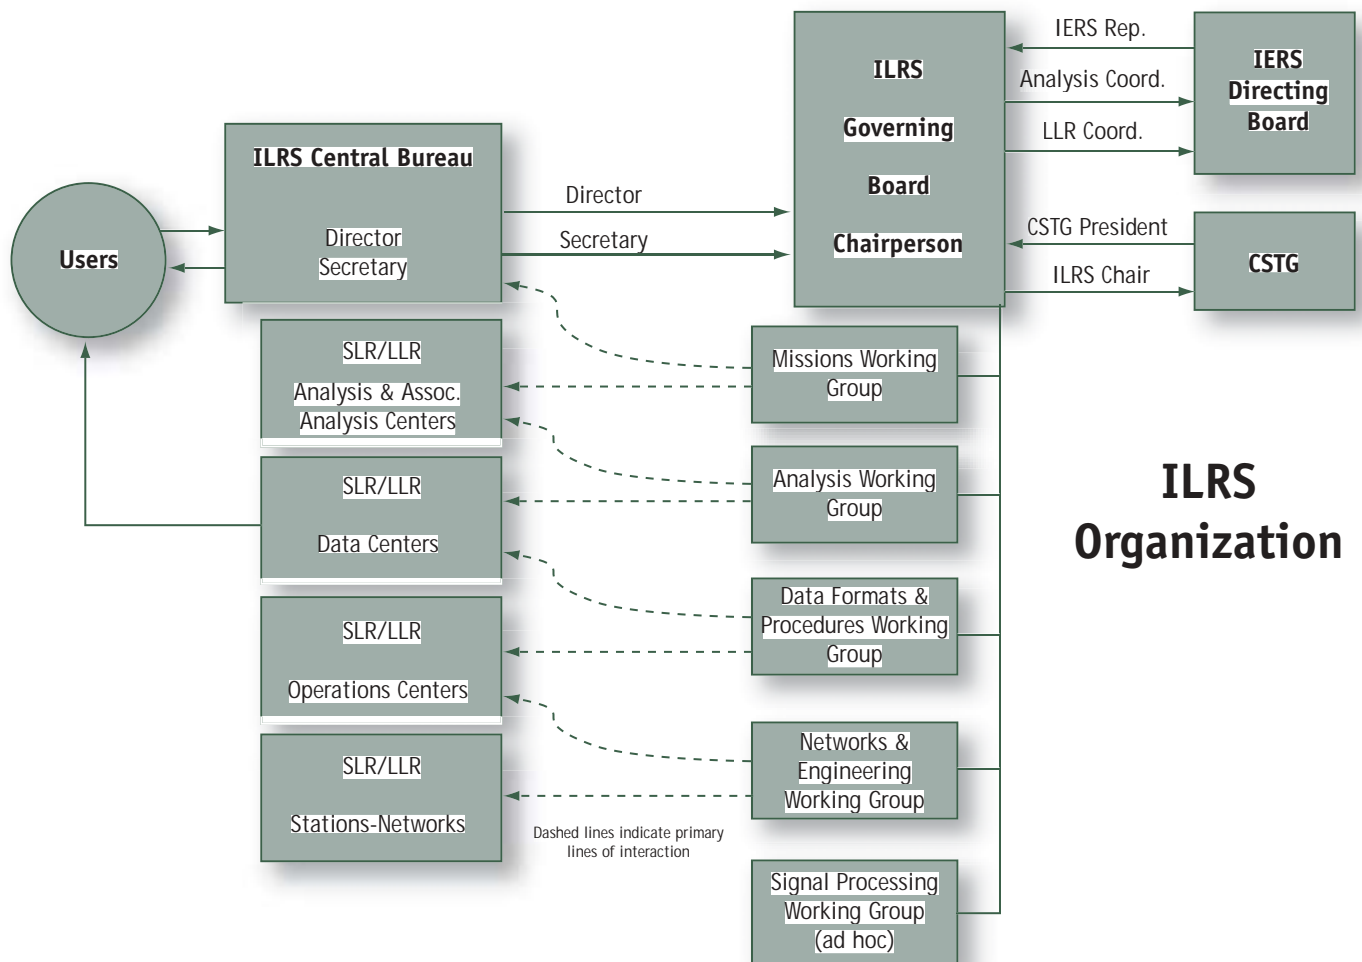 Users
ILRS Central Bureau
Director
Secretary
Director
Secretary
ILRS
Governing
Board
Chairperson
IERS Rep.
Analysis Coord.
LLR Coord.
IERS
Directing
Board
CSTG President
ILRS Chair
CSTG
SLR/LLR
Analysis & Assoc.
Analysis Centers
SLR/LLR
Data Centers
SLR/LLR
Operations Centers
SLR/LLR
Stations-Networks
Dashed lines indicate primary
lines of interaction
Missions Working
Group
Analysis Working
Group
Data Formats &
Procedures Working
Group
Networks &
Engineering
Working Group
Signal Processing
Working Group
(ad hoc)
ILRS
Organization